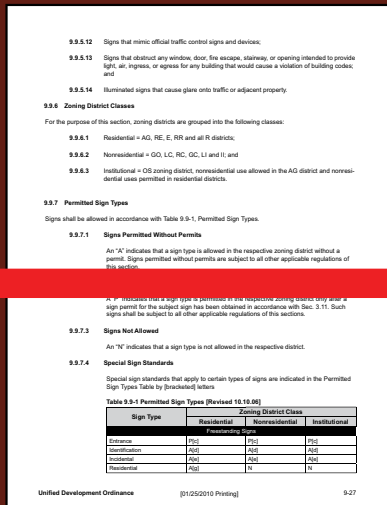 9.9.5.12 Signs that mimic official traffic control signs and devices;
9.9.5.13 Signs that obstruct any window, door, fire escape, stairway, or opening intended to provide
light, air, ingress, or egress for any building that would cause a violation of building codes;
and
9.9.5.14 Illuminated signs that cause glare onto traffic or adjacent property.
9.9.6 Zoning District Classes
For the purpose of this section, zoning districts are grouped into the following classes:
9.9.6.1 Residential = AG, RE, E, RR and all R districts;
9.9.6.2 Nonresidential = GO, LC, RC, GC, LI and II; and
9.9.6.3 Institutional = OS zoning district, nonresidential use allowed in the AG district and nonresi-
dential uses permitted in residential districts.
9.9.7 Permitted Sign Types
Signs shall be allowed in accordance with Table 9.9-1, Permitted Sign Types.
9.9.7.1 Signs Permitted Without Permits
An "A" indicates that a sign type is allowed in the respective zoning district without a
permit. Signs permitted without permits are subject to all other applicable regulations of
this section.
A "P" indicates that a sign type is permitted in the respective zoning district only after a
sign permit for the subject sign has been obtained in accordance with Sec. 3.11. Such
signs shall be subject to all other applicable regulations of this sections.
9.9.7.3 Signs Not Allowed
An "N" indicates that a sign type is not allowed in the respective district.
9.9.7.4 Special Sign Standards
Special sign standards that apply to certain types of signs are indicated in the Permitted
Sign Types Table by [bracketed] letters
Table 9.9-1 Permitted Sign Types [Revised 10.10.06]
Sign Type Zoning District Class
Residential Nonresidential Institutional
Freestanding Signs
Entrance P[c] P[c] P[c]
Identification A[d] A[d] A[d]
Incidental A[e] A[e] A[e]
Residential A[g] N N
Unified Development Ordinance [01/25/2010 Printing] 9-27